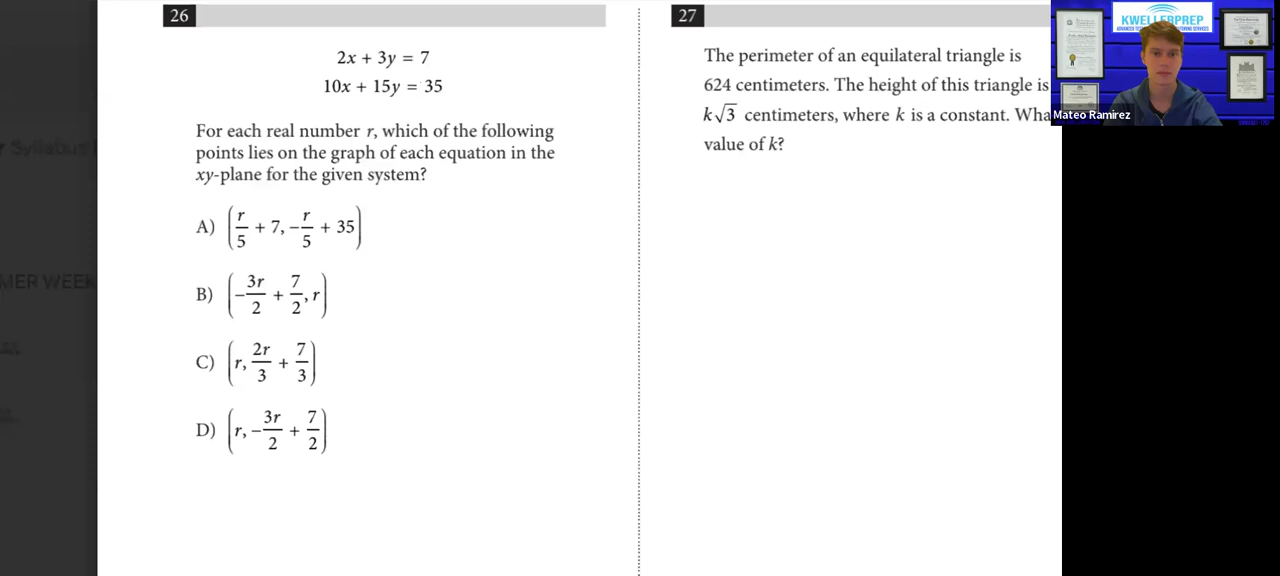 26
2x + 3y = 7
10x + 15y = 35
For each real number r, which of the following
points lies on the graph of each equation in the
xy-plane for the given system?
A) (r/5 + 7, −r/5 + 35)
B) (−3r/2 + 7/2, r)
C) (r, 2r/3 + 7/3)
D) (r, −3r/2 + 7/2)
27
The perimeter of an equilateral triangle is
624 centimeters. The height of this triangle is
k√3 centimeters, where k is a constant. Wha
value of k?
KWELLERPREP
Mateo Ramirez
Syllabus
MER WEEK